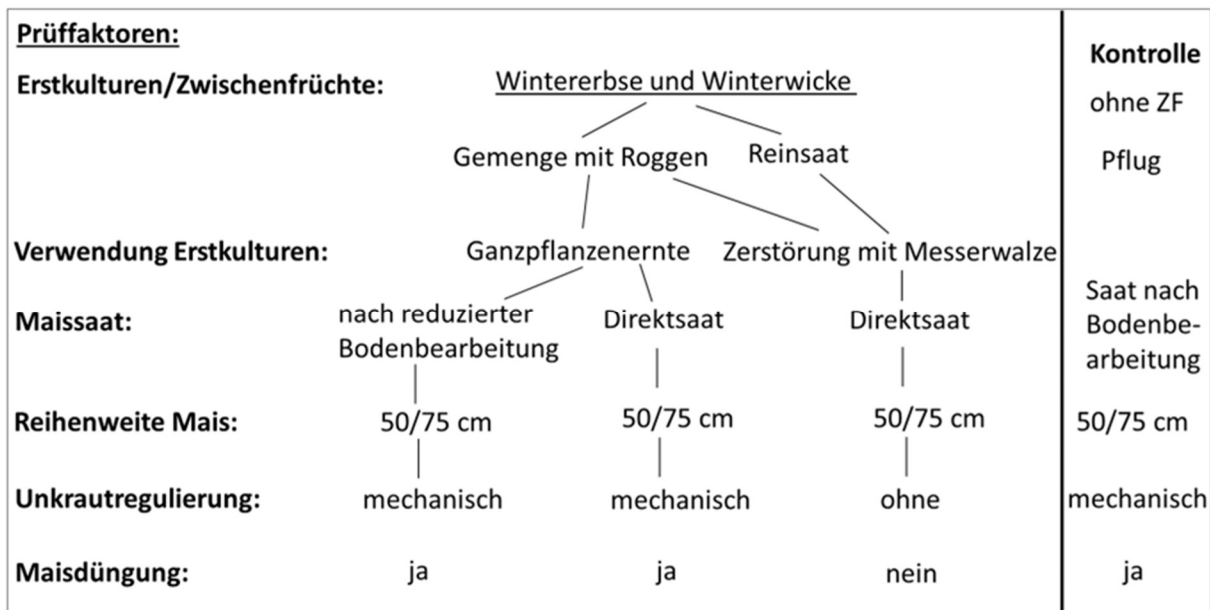 Prüffaktoren:
Kontrolle
Erstkulturen/Zwischenfrüchte: Wintererbse und Winterwicke
ohne ZF
Gemenge mit Roggen Reinsaat
Pflug
Verwendung Erstkulturen: Ganzpflanzenernte Zerstörung mit Messerwalze
Maissaat: nach reduzierter Bodenbearbeitung Direktsaat Direktsaat
Saat nach
Bodenbe-
arbeitung
Reihenweite Mais: 50/75 cm 50/75 cm 50/75 cm 50/75 cm
Unkrautregulierung: mechanisch mechanisch ohne mechanisch
Maisdüngung: ja ja nein ja